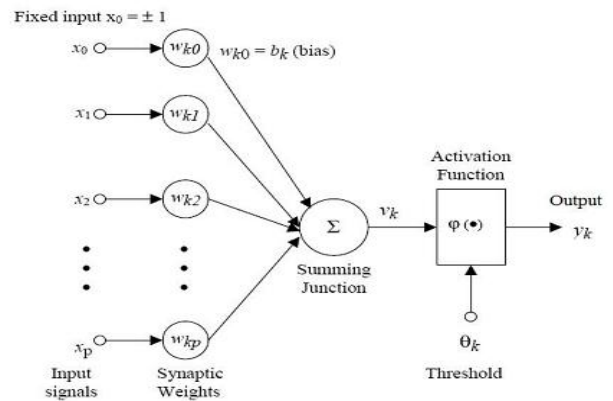 Fixed input x0 = ± 1
x0
wk0
wk0 = bk (bias)
x1
wk1
x2
wk2
Σ
Summing
Junction
vk
Activation
Function
φ(•)
Output
yk
θk
Threshold
xp
wkp
Input
signals
Synaptic
Weights